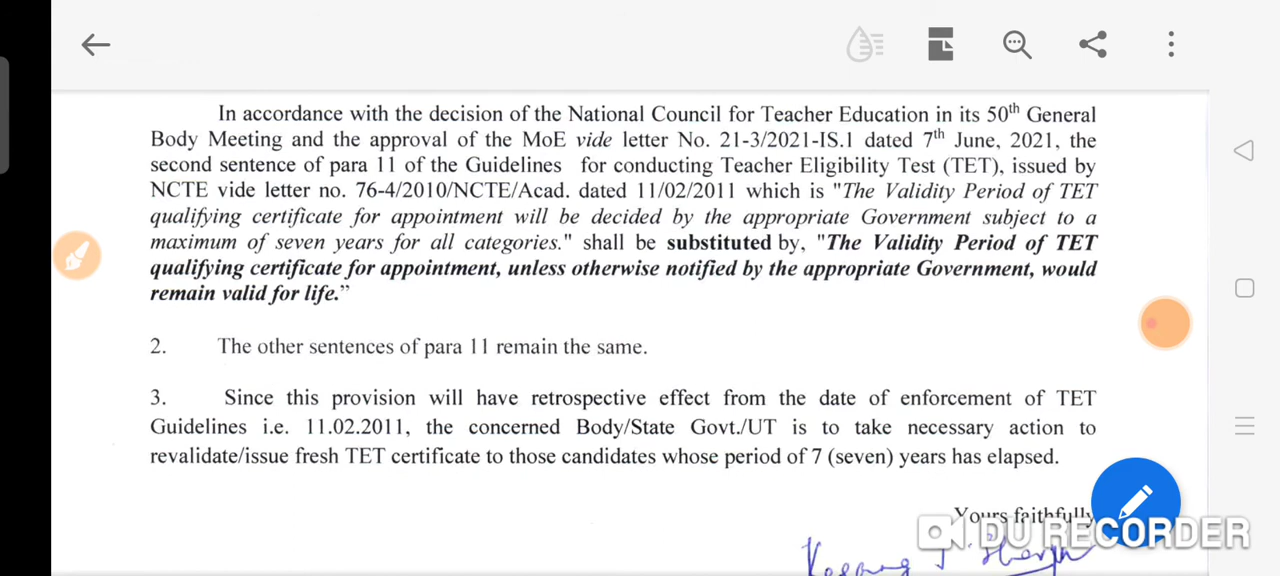 In accordance with the decision of the National Council for Teacher Education in its 50th General
Body Meeting and the approval of the MoE vide letter No. 21-3/2021-IS.1 dated 7th June, 2021, the
second sentence of para 11 of the Guidelines for conducting Teacher Eligibility Test (TET), issued by
NCTE vide letter no. 76-4/2010/NCTE/Acad. dated 11/02/2011 which is "The Validity Period of TET
qualifying certificate for appointment will be decided by the appropriate Government subject to a
maximum of seven years for all categories." shall be substituted by, "The Validity Period of TET
qualifying certificate for appointment, unless otherwise notified by the appropriate Government, would
remain valid for life."
2. The other sentences of para 11 remain the same.
3. Since this provision will have retrospective effect from the date of enforcement of TET
Guidelines i.e. 11.02.2011, the concerned Body/State Govt./UT is to take necessary action to
revalidate/issue fresh TET certificate to those candidates whose period of 7 (seven) years has elapsed.
Yours faithfully
DU RECORDER